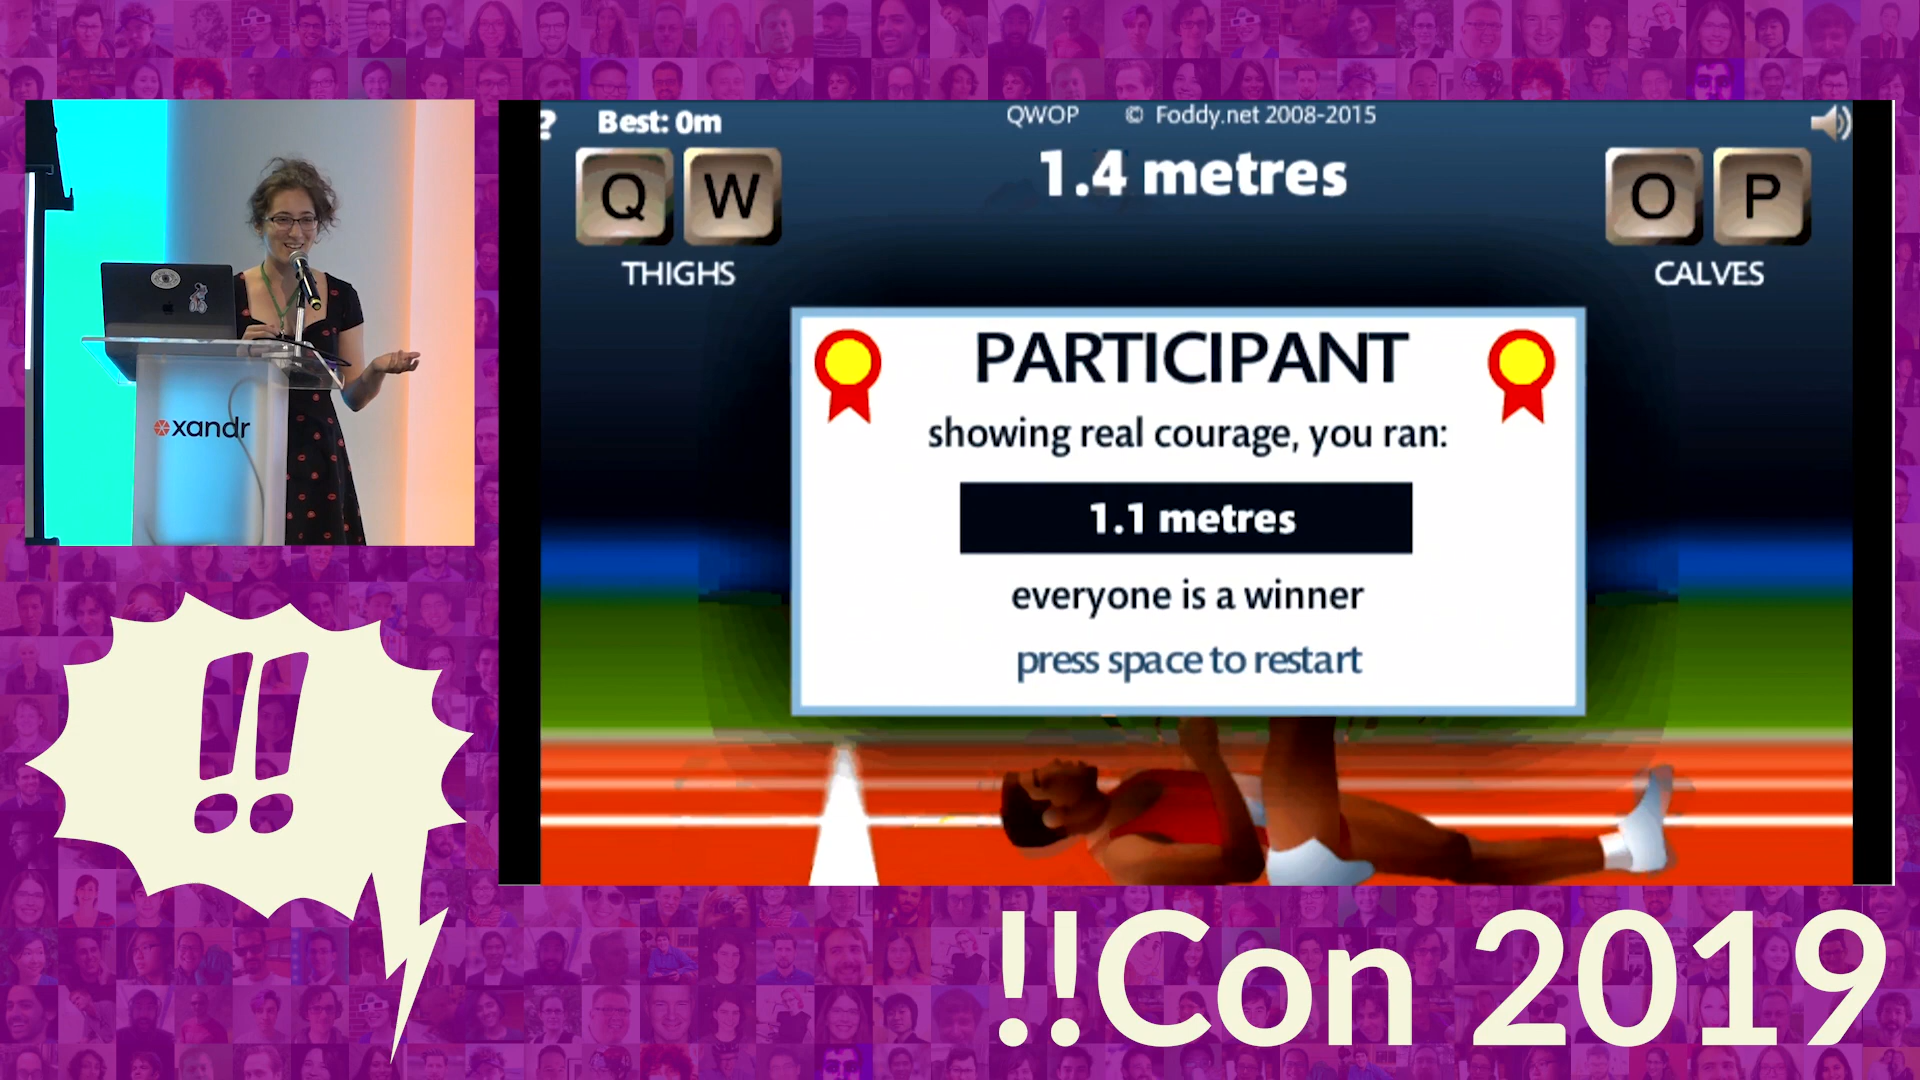 xandr
!!
? Best: 0m
QWOP © Foddy.net 2008-2015
1.4 metres
Q W
THIGHS
O P
CALVES
PARTICIPANT
showing real courage, you ran:
1.1 metres
everyone is a winner
press space to restart
!!Con 2019